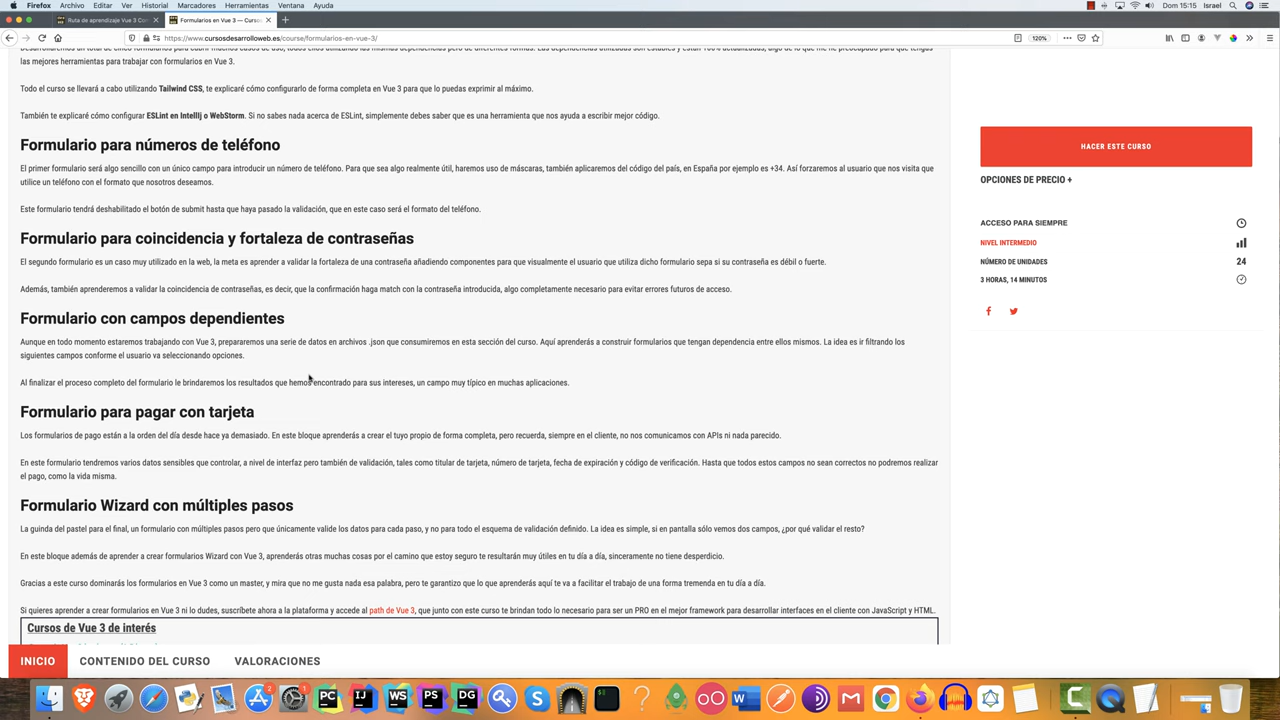 Firefox Archivo Editar Ver Historial Marcadores Herramientas Ventana Ayuda
Dom 15:15 Israel
Ruta de aprendizaje Vue 3 Con
Formularios en Vue 3 — Curso
https://www.cursosdesarrolloweb.es/course/formularios-en-vue-3/
120%
las mejores herramientas para trabajar con formularios en Vue 3.
Todo el curso se llevará a cabo utilizando Tailwind CSS, te explicaré cómo configurarlo de forma completa en Vue 3 para que lo puedas exprimir al máximo.
También te explicaré cómo configurar ESLint en Intellij o WebStorm. Si no sabes nada acerca de ESLint, simplemente debes saber que es una herramienta que nos ayuda a escribir mejor código.
Formulario para números de teléfono
El primer formulario será algo sencillo con un único campo para introducir un número de teléfono. Para que sea algo realmente útil, haremos uso de máscaras, también aplicaremos del código del país, en España por ejemplo es +34. Así forzaremos al usuario que nos visita que
utilice un teléfono con el formato que nosotros deseamos.
Este formulario tendrá deshabilitado el botón de submit hasta que haya pasado la validación, que en este caso será el formato del teléfono.
Formulario para coincidencia y fortaleza de contraseñas
El segundo formulario es un caso muy utilizado en la web, la meta es aprender a validar la fortaleza de una contraseña añadiendo componentes para que visualmente el usuario que utiliza dicho formulario sepa si su contraseña es débil o fuerte.
Además, también aprenderemos a validar la coincidencia de contraseñas, es decir, que la confirmación haga match con la contraseña introducida, algo completamente necesario para evitar errores futuros de acceso.
Formulario con campos dependientes
Aunque en todo momento estaremos trabajando con Vue 3, prepararemos una serie de datos en archivos .json que consumiremos en esta sección del curso. Aquí aprenderás a construir formularios que tengan dependencia entre ellos mismos. La idea es ir filtrando los
siguientes campos conforme el usuario va seleccionando opciones.
Al finalizar el proceso completo del formulario le brindaremos los resultados que hemos encontrado para sus intereses, un campo muy típico en muchas aplicaciones.
Formulario para pagar con tarjeta
Los formularios de pago están a la orden del día desde hace ya demasiado. En este bloque aprenderás a crear el tuyo propio de forma completa, pero recuerda, siempre en el cliente, no nos comunicamos con APIs ni nada parecido.
En este formulario tendremos varios datos sensibles que controlar, a nivel de interfaz pero también de validación, tales como titular de tarjeta, número de tarjeta, fecha de expiración y código de verificación. Hasta que todos estos campos no sean correctos no podremos realizar
el pago, como la vida misma.
Formulario Wizard con múltiples pasos
La guinda del pastel para el final, un formulario con múltiples pasos pero que únicamente valide los datos para cada paso, y no para todo el esquema de validación definido. La idea es simple, si en pantalla sólo vemos dos campos, ¿por qué validar el resto?
En este bloque además de aprender a crear formularios Wizard con Vue 3, aprenderás otras muchas cosas por el camino que estoy seguro te resultarán muy útiles en tu día a día, sinceramente no tiene desperdicio.
Gracias a este curso dominarás los formularios en Vue 3 como un master, y mira que no me gusta nada esa palabra, pero te garantizo que lo que aprenderás aquí te va a facilitar el trabajo de una forma tremenda en tu día a día.
Si quieres aprender a crear formularios en Vue 3 ni lo dudes, suscríbete ahora a la plataforma y accede al path de Vue 3, que junto con este curso te brindan todo lo necesario para ser un PRO en el mejor framework para desarrollar interfaces en el cliente con JavaScript y HTML.
Cursos de Vue 3 de interés
HACER ESTE CURSO
OPCIONES DE PRECIO +
ACCESO PARA SIEMPRE
NIVEL INTERMEDIO
NÚMERO DE UNIDADES 24
3 HORAS, 14 MINUTOS
INICIO CONTENIDO DEL CURSO VALORACIONES